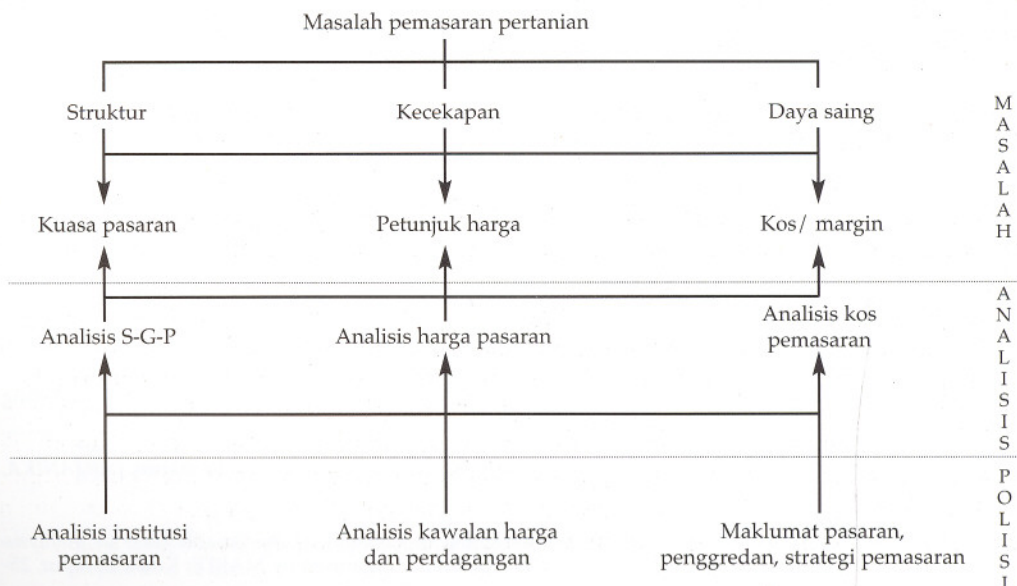 Masalah pemasaran pertanian
Struktur
Kecekapan
Daya saing
Kuasa pasaran
Petunjuk harga
Kos/ margin
MASALAH
Analisis S-G-P
Analisis harga pasaran
Analisis kos
pemasaran
ANALISIS
Analisis institusi
pemasaran
Analisis kawalan harga
dan perdagangan
Maklumat pasaran,
penggredan, strategi pemasaran
POLISI